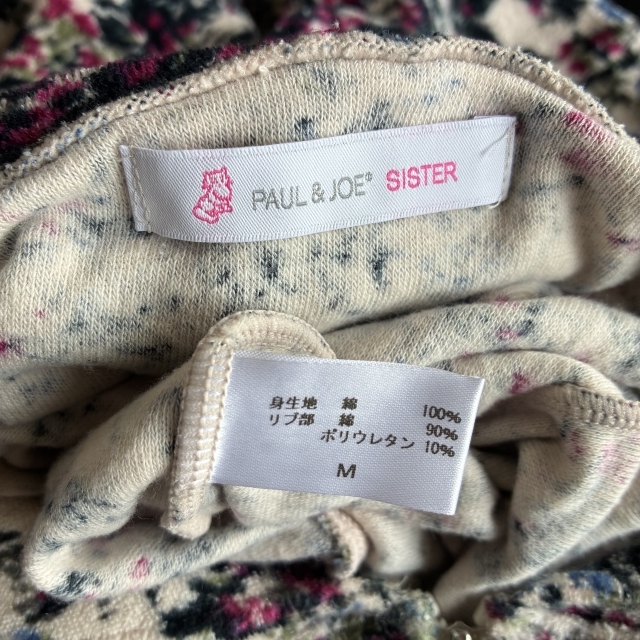 PAUL & JOE® SISTER
身生地 綿 100%
リブ部 綿 90%
ポリウレタン 10%
M